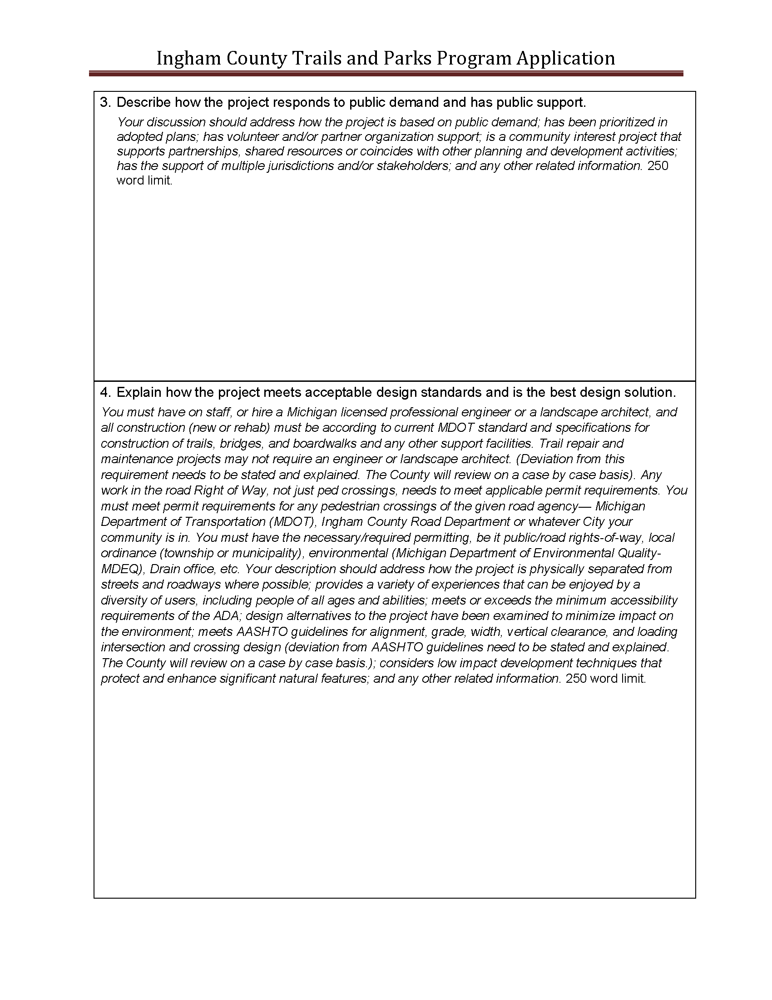 Ingham County Trails and Parks Program Application
3. Describe how the project responds to public demand and has public support.
Your discussion should address how the project is based on public demand; has been prioritized in
adopted plans; has volunteer and/or partner organization support; is a community interest project that
supports partnerships, shared resources or coincides with other planning and development activities;
has the support of multiple jurisdictions and/or stakeholders; and any other related information. 250
word limit.
4. Explain how the project meets acceptable design standards and is the best design solution.
You must have on staff, or hire a Michigan licensed professional engineer or a landscape architect, and
all construction (new or rehab) must be according to current MDOT standard and specifications for
construction of trails, bridges, and boardwalks and any other support facilities. Trail repair and
maintenance projects may not require an engineer or landscape architect. (Deviation from this
requirement needs to be stated and explained. The County will review on a case by case basis). Any
work in the road Right of Way, not just ped crossings, needs to meet applicable permit requirements. You
must meet permit requirements for any pedestrian crossings of the given road agency— Michigan
Department of Transportation (MDOT), Ingham County Road Department or whatever City your
community is in. You must have the necessary/required permitting, be it public/road rights-of-way, local
ordinance (township or municipality), environmental (Michigan Department of Environmental Quality-
MDEQ), Drain office, etc. Your description should address how the project is physically separated from
streets and roadways where possible; provides a variety of experiences that can be enjoyed by a
diversity of users, including people of all ages and abilities; meets or exceeds the minimum accessibility
requirements of the ADA; design alternatives to the project have been examined to minimize impact on
the environment; meets AASHTO guidelines for alignment, grade, width, vertical clearance, and loading
intersection and crossing design (deviation from AASHTO guidelines need to be stated and explained.
The County will review on a case by case basis.); considers low impact development techniques that
protect and enhance significant natural features; and any other related information. 250 word limit.